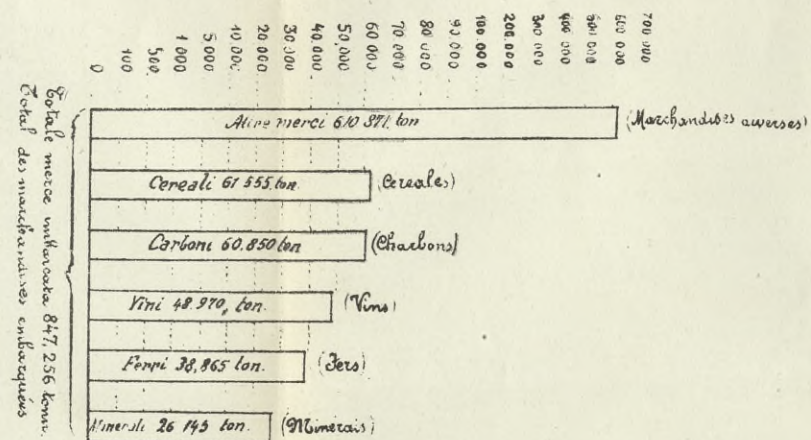 0
100
500
1 000
5 000
10.000
20 000
30 000
40.000
50.000
60 000
70 000
80 000
90.000
100 000
200.000
300 000
400 000
500 000
600 000
700 000
Altre merci 610 871. ton (Marchandises diverses)
Cereali 61 555 ton. (Cereales)
Carboni 60.850 ton (Charbons)
Vini 48.970, ton. (Vins)
Ferri 38,865 ton. (Fers)
Minerali 26 145 ton. (Minerais)
Totale merce imbarcata 847,256 tonn.
Total des marchandises embarquées